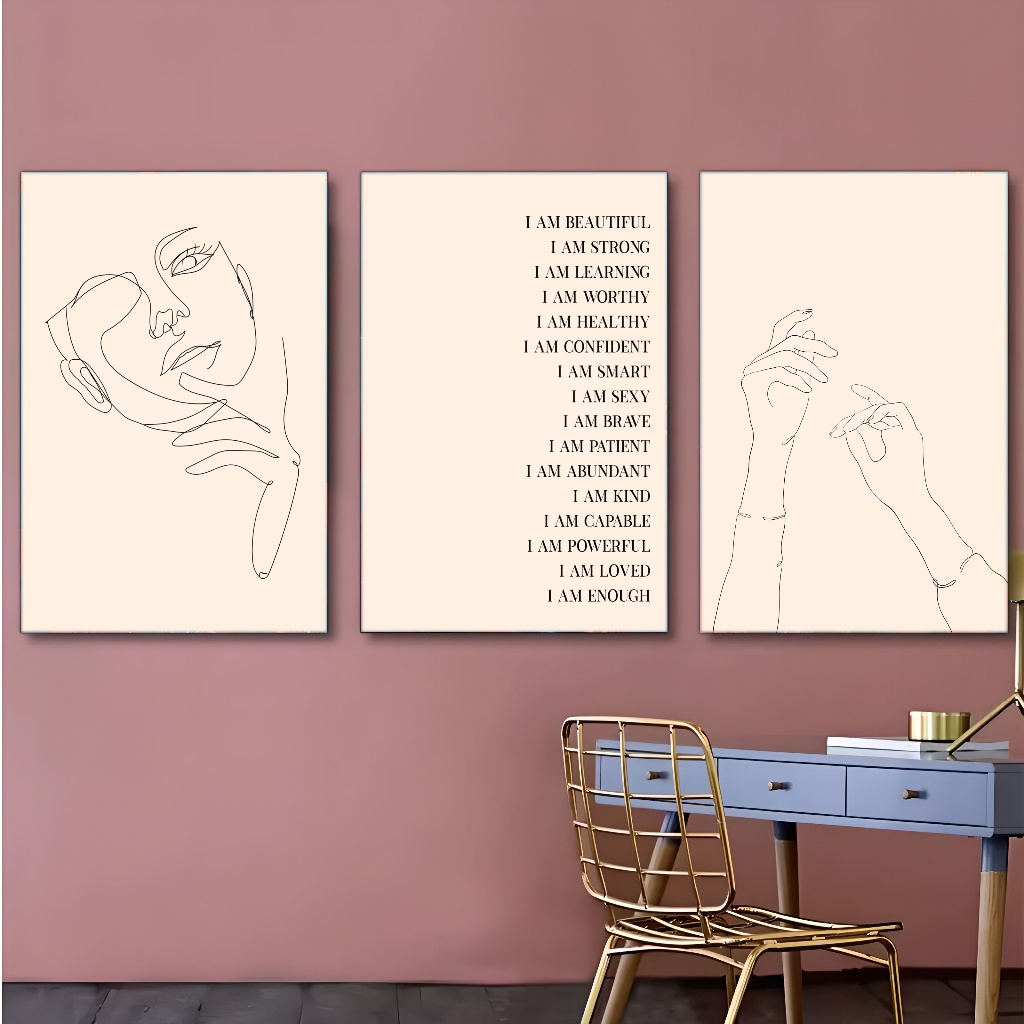 I AM BEAUTIFUL
I AM STRONG
I AM LEARNING
I AM WORTHY
I AM HEALTHY
I AM CONFIDENT
I AM SMART
I AM SEXY
I AM BRAVE
I AM PATIENT
I AM ABUNDANT
I AM KIND
I AM CAPABLE
I AM POWERFUL
I AM LOVED
I AM ENOUGH